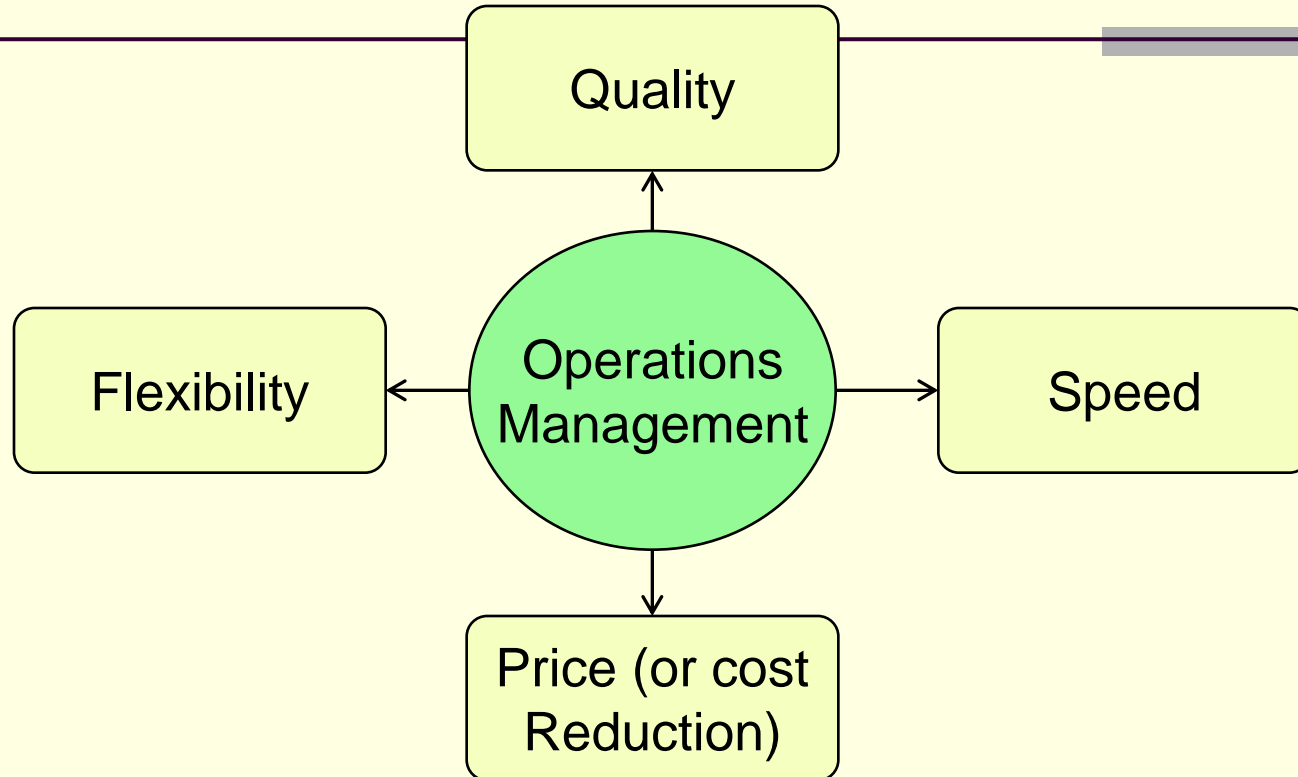 Quality
Flexibility
Operations
Management
Speed
Price (or cost
Reduction)